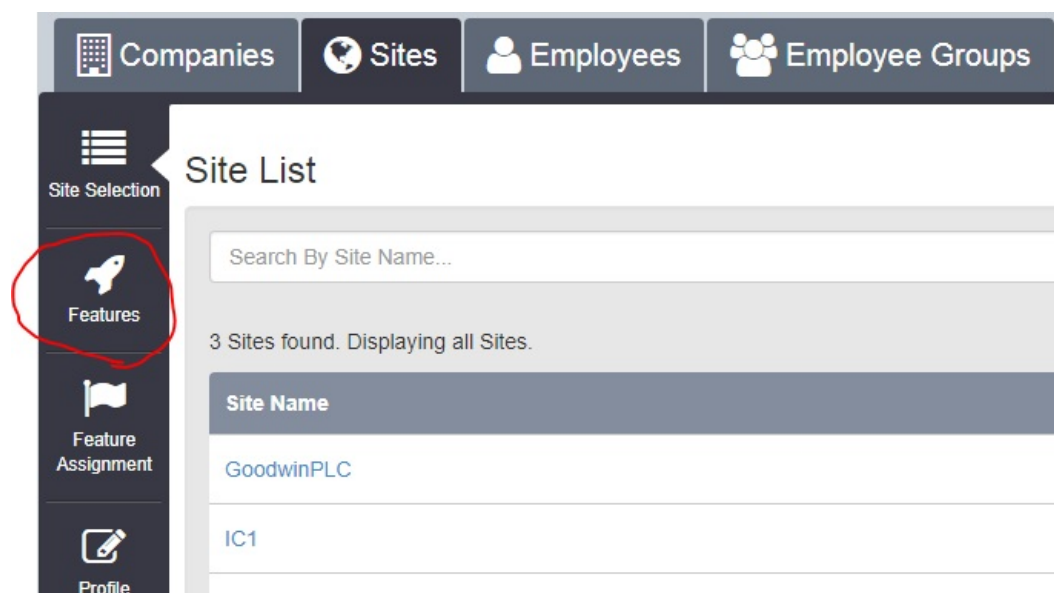 Companies Sites Employees Employee Groups
Site Selection
Features
Feature
Assignment
Profile
Site List
Search By Site Name...
3 Sites found. Displaying all Sites.
Site Name
GoodwinPLC
IC1